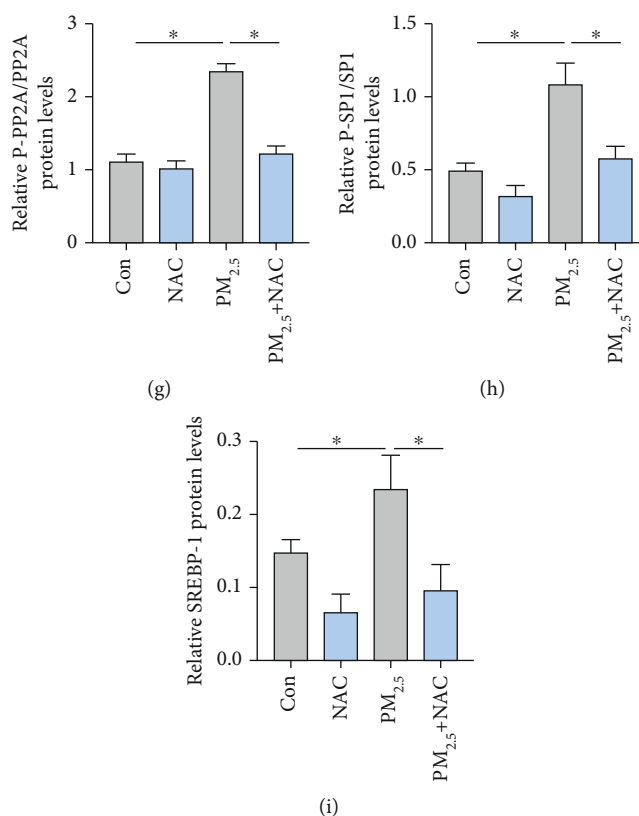 Relative P-PP2A/PP2A
protein levels
3
2
1
0
*
*
Con
NAC
PM2.5
PM2.5+NAC
(g)
Relative P-SP1/SP1
protein levels
1.5
1.0
0.5
0.0
*
*
Con
NAC
PM2.5
PM2.5+NAC
(h)
Relative SREBP-1 protein levels
0.3
0.2
0.1
0.0
*
*
Con
NAC
PM2.5
PM2.5+NAC
(i)